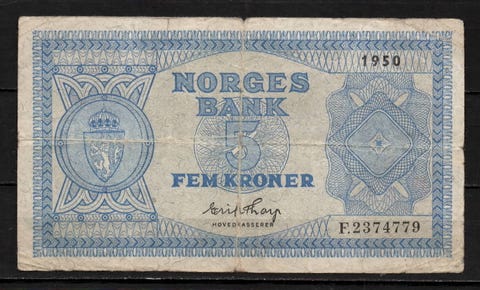 1950
NORGES
BANK
5
FEM KRONER
HOVEDKASSERER
F.2374779